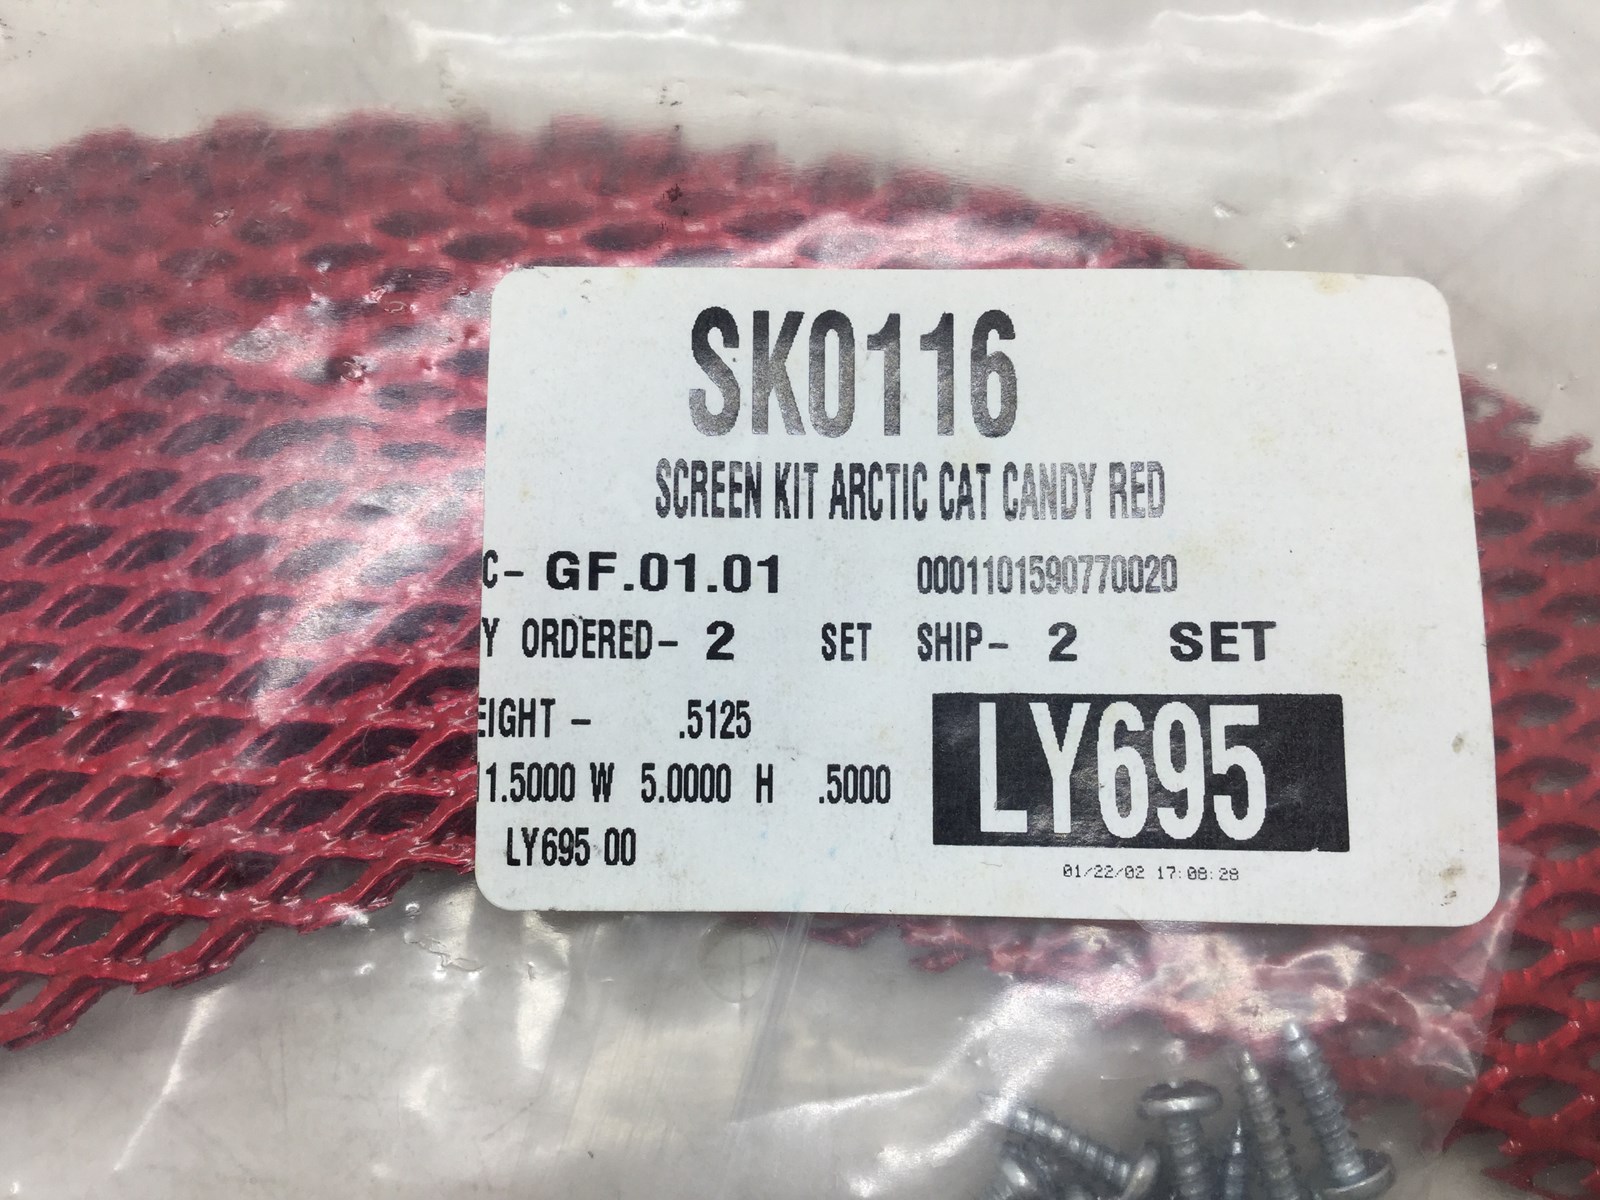 SK0116
SCREEN KIT ARCTIC CAT CANDY RED
C- GF.01.01 0001101590770020
Y ORDERED- 2 SET SHIP- 2 SET
EIGHT - .5125
11.5000 W 5.0000 H .5000
LY695
LY695 00
01/22/02 17:08:28